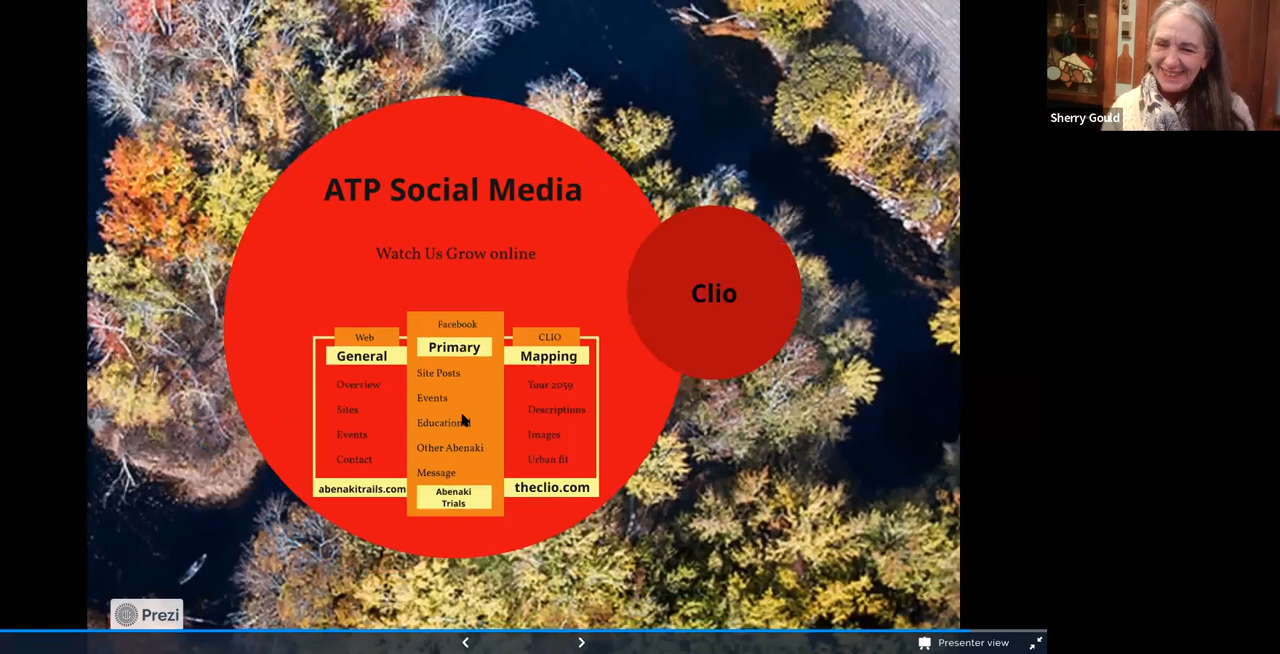 ATP Social Media
Watch Us Grow online
Clio
Web
General
Overview
Sites
Events
Contact
abenakitrails.com
Facebook
Primary
Site Posts
Events
Educational
Other Abenaki
Message
Abenaki
Trials
CLIO
Mapping
Tour 2059
Descriptions
Images
Urban fit
theclio.com
Sherry Gould
Prezi
Presenter view